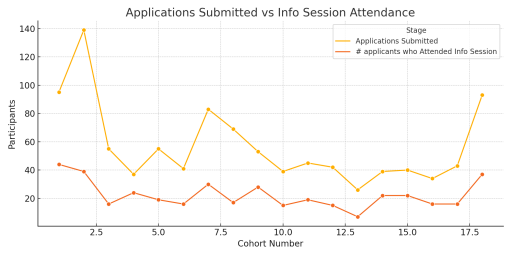 Applications Submitted vs Info Session Attendance
Stage
Applications Submitted
# applicants who Attended Info Session
Participants
140
120
100
80
60
40
20
2.5
5.0
7.5
10.0
12.5
15.0
17.5
Cohort Number